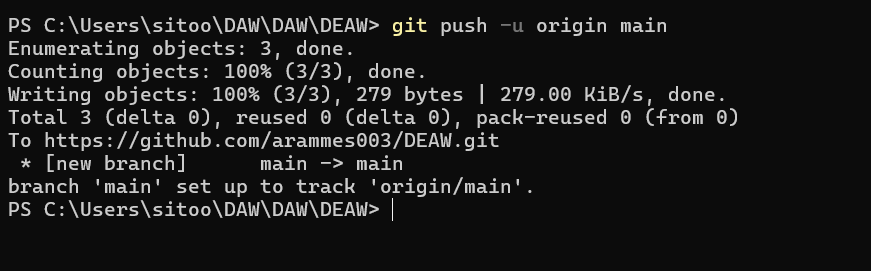 PS C:\Users\sitoo\DAW\DAW\DEAW> git push -u origin main
Enumerating objects: 3, done.
Counting objects: 100% (3/3), done.
Writing objects: 100% (3/3), 279 bytes | 279.00 KiB/s, done.
Total 3 (delta 0), reused 0 (delta 0), pack-reused 0 (from 0)
To https://github.com/arammes003/DEAW.git
 * [new branch]      main -> main
branch 'main' set up to track 'origin/main'.
PS C:\Users\sitoo\DAW\DAW\DEAW>